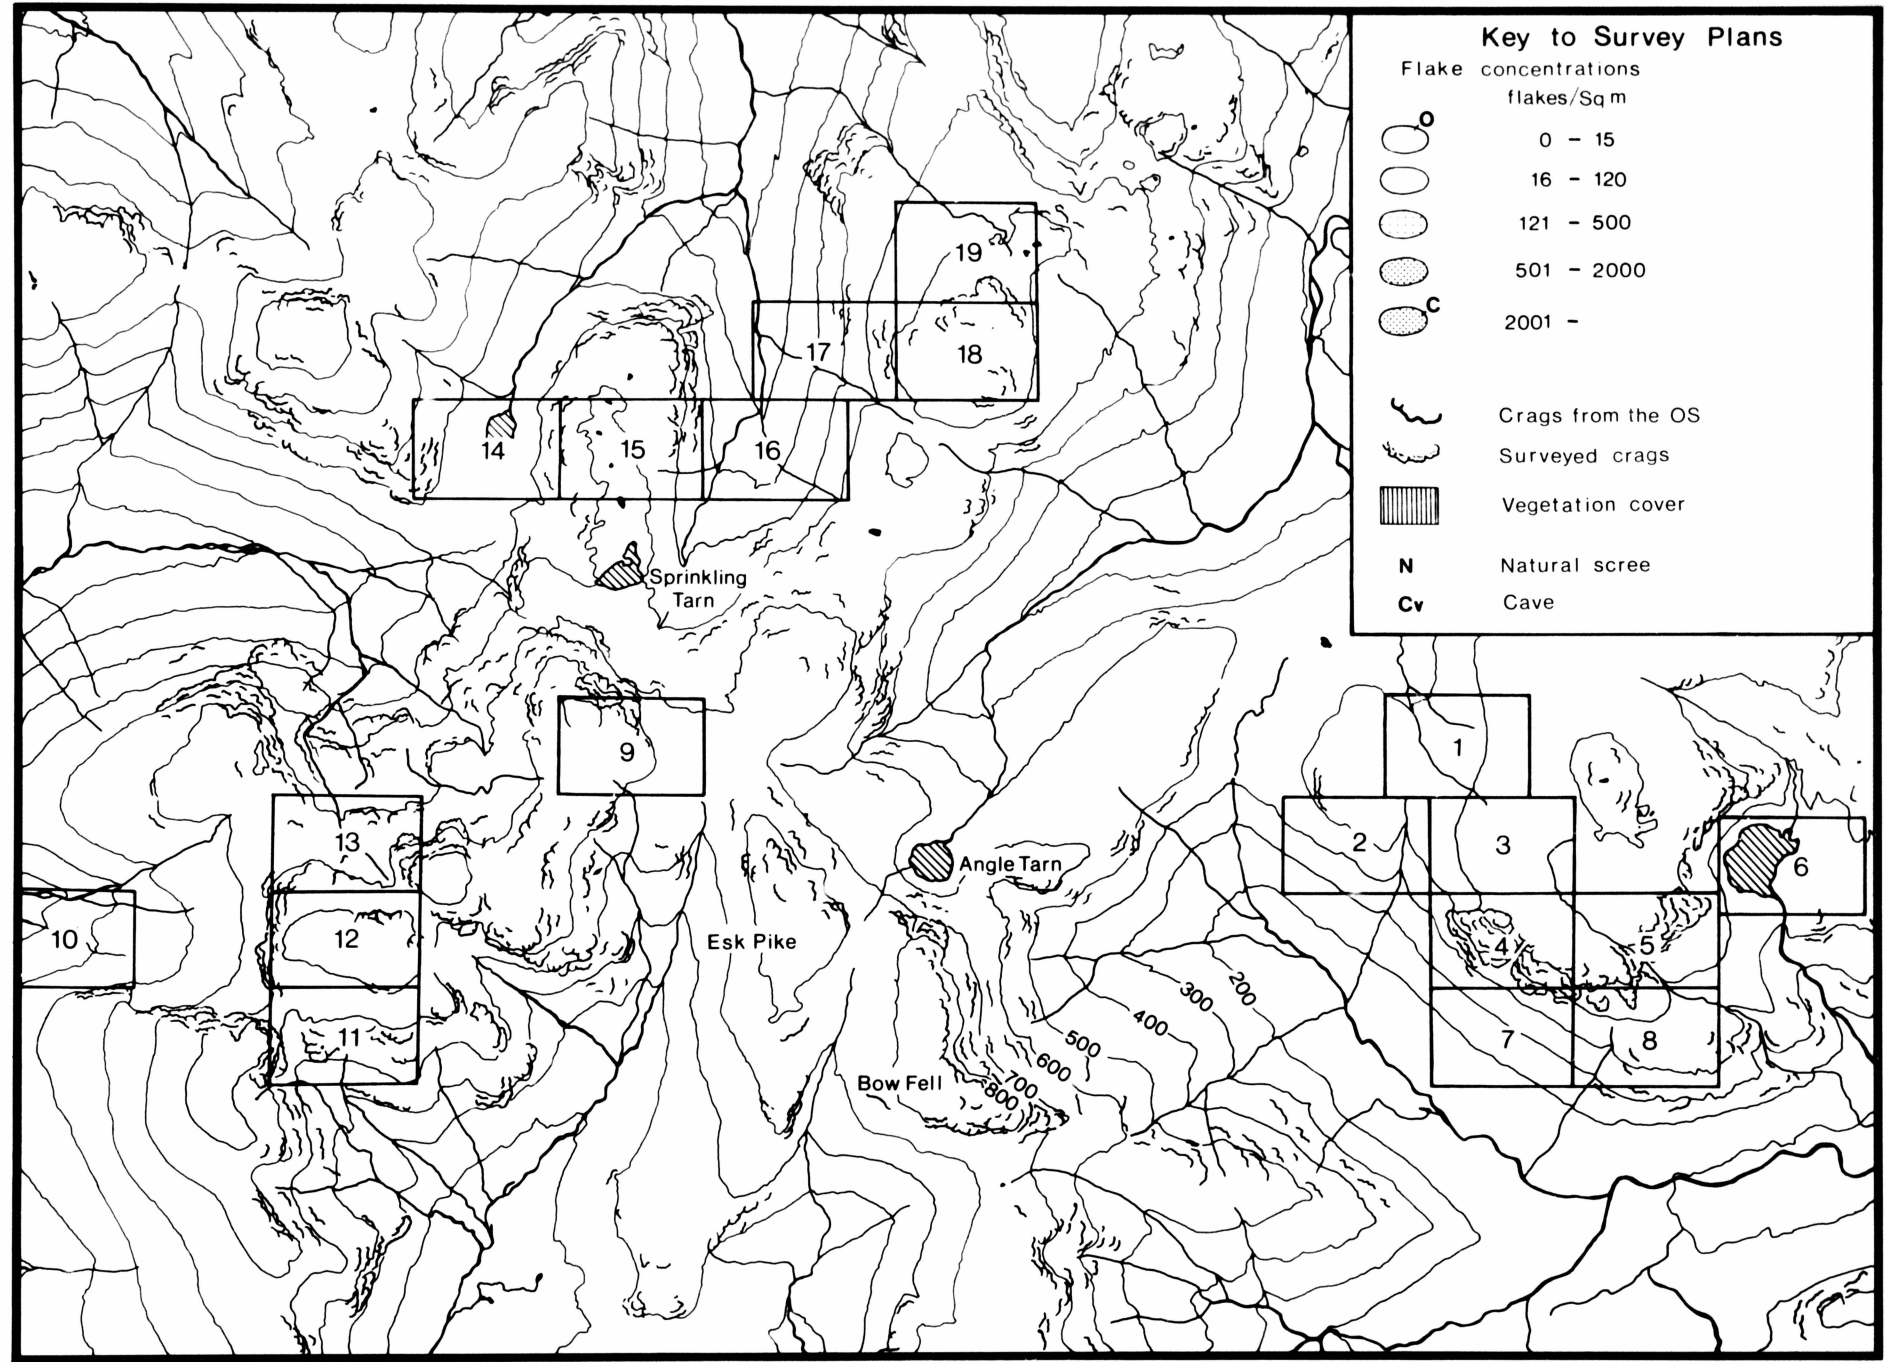 Key to Survey Plans
Flake concentrations
flakes/Sq m
O
0 – 15
16 – 120
121 – 500
501 – 2000
C
2001 –
Crags from the OS
Surveyed crags
Vegetation cover
N Natural scree
Cv Cave
19
17
18
14
15
16
Sprinkling
Tarn
9
1
13
2
3
Angle Tarn
6
10
12
Esk Pike
4
5
200
300
400
11
500
7
8
600
Bow Fell
700
800